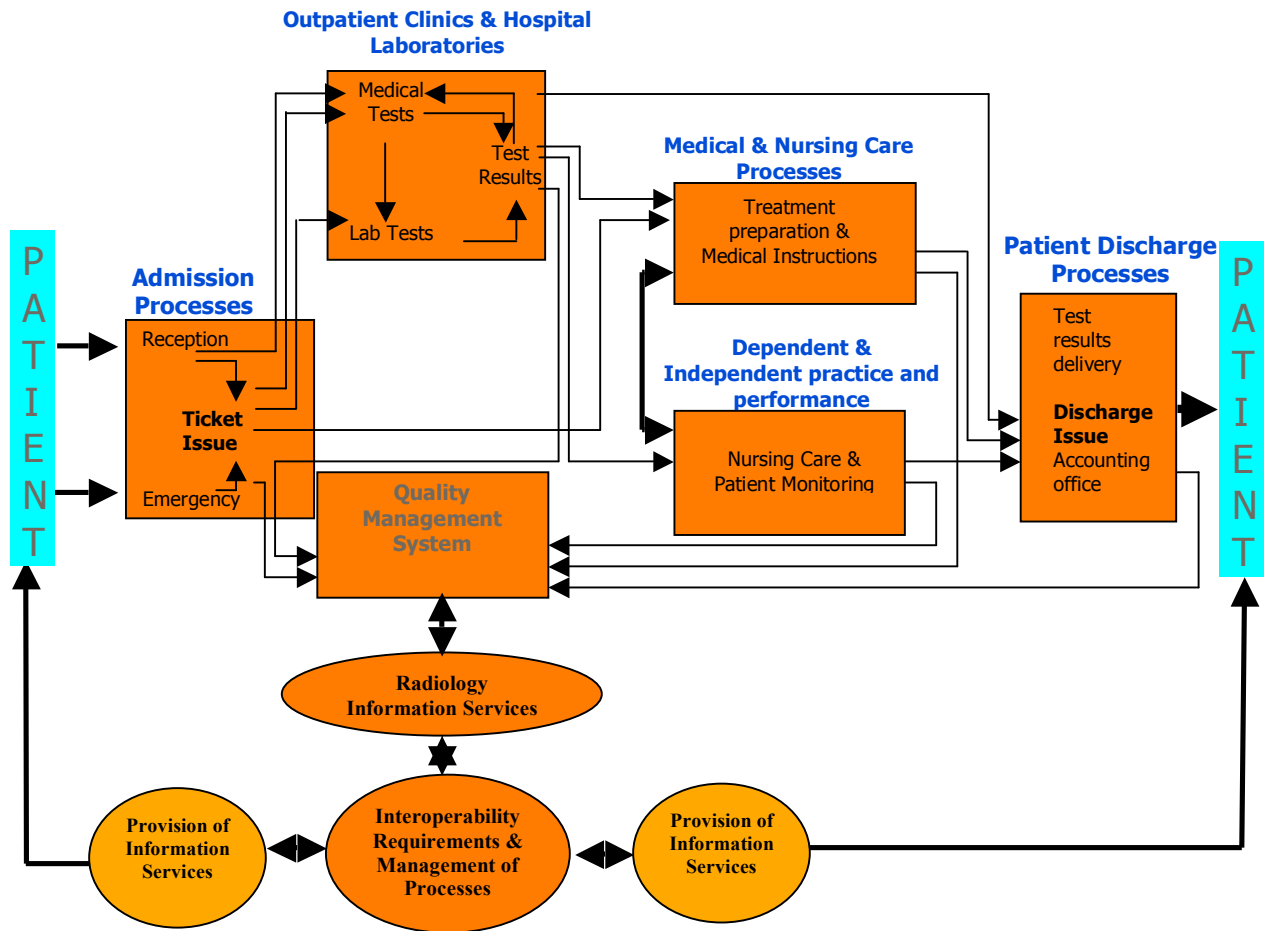 Outpatient Clinics & Hospital
Laboratories
Medical
Tests
Test
Results
Lab Tests
Medical & Nursing Care
Processes
Treatment
preparation &
Medical Instructions
Patient Discharge
Processes
Test
results
delivery
Discharge
Issue
Accounting
office
PATIENT
Admission
Processes
Reception
Ticket
Issue
Emergency
Dependent &
Independent practice and
performance
Nursing Care &
Patient Monitoring
Quality
Management
System
PATIENT
Radiology
Information Services
Provision of
Information
Services
Interoperability
Requirements &
Management of
Processes
Provision of
Information
Services